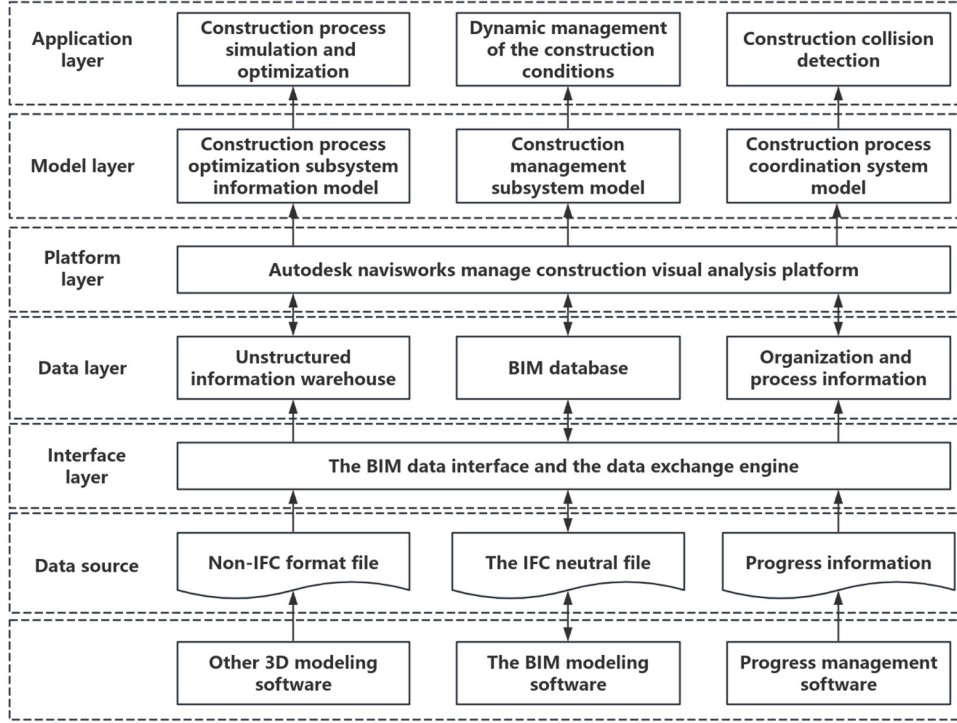 Application
layer
Construction process
simulation and
optimization
Dynamic management
of the construction
conditions
Construction collision
detection
Model layer
Construction process
optimization subsystem
information model
Construction
management
subsystem model
Construction process
coordination system
model
Platform
layer
Autodesk navisworks manage construction visual analysis platform
Data layer
Unstructured
information warehouse
BIM database
Organization and
process information
Interface
layer
The BIM data interface and the data exchange engine
Data source
Non-IFC format file
The IFC neutral file
Progress information
Other 3D modeling
software
The BIM modeling
software
Progress management
software